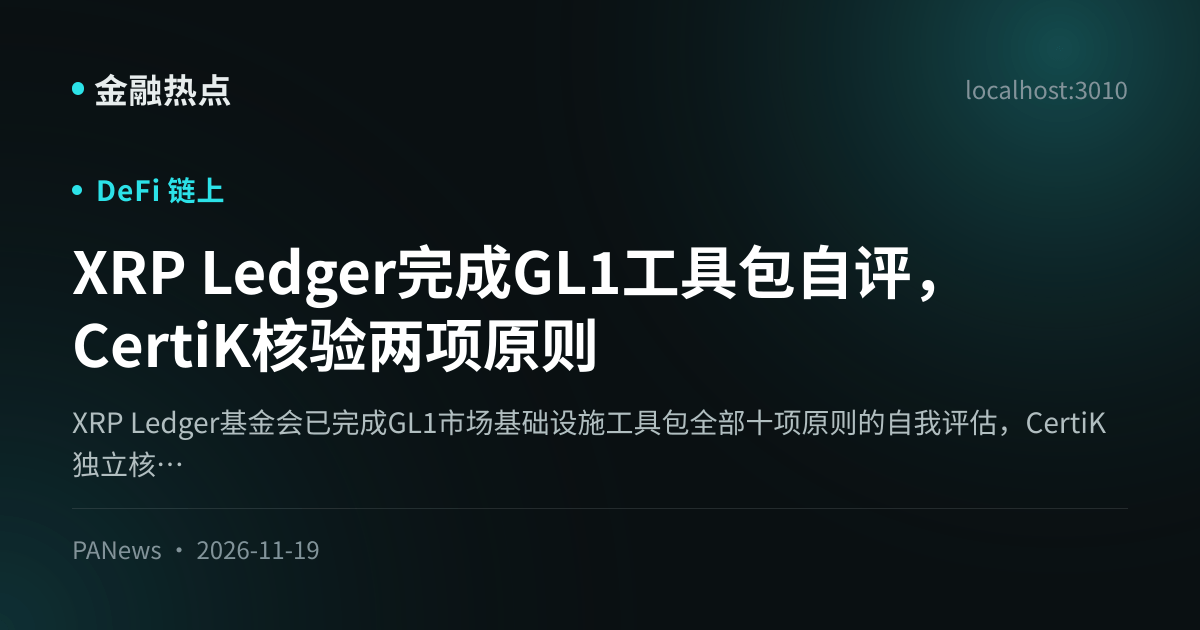 金融热点
localhost:3010
DeFi 链上
XRP Ledger完成GL1工具包自评，
CertiK核验两项原则
XRP Ledger基金会已完成GL1市场基础设施工具包全部十项原则的自我评估，CertiK
独立核…
PANews • 2026-11-19